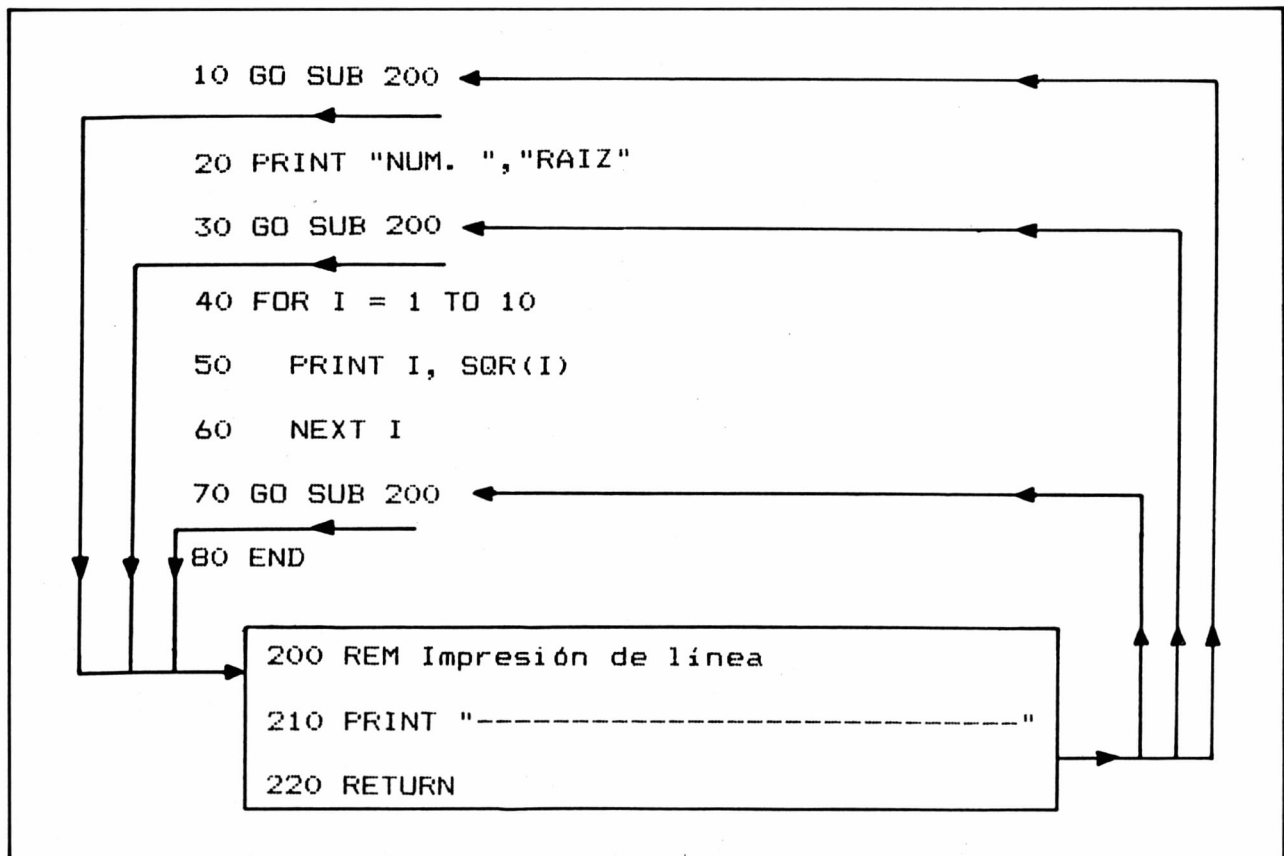 10 GO SUB 200
20 PRINT "NUM. ","RAIZ"
30 GO SUB 200
40 FOR I = 1 TO 10
50   PRINT I, SQR(I)
60   NEXT I
70 GO SUB 200
80 END
200 REM Impresión de línea
210 PRINT "----------------------------"
220 RETURN